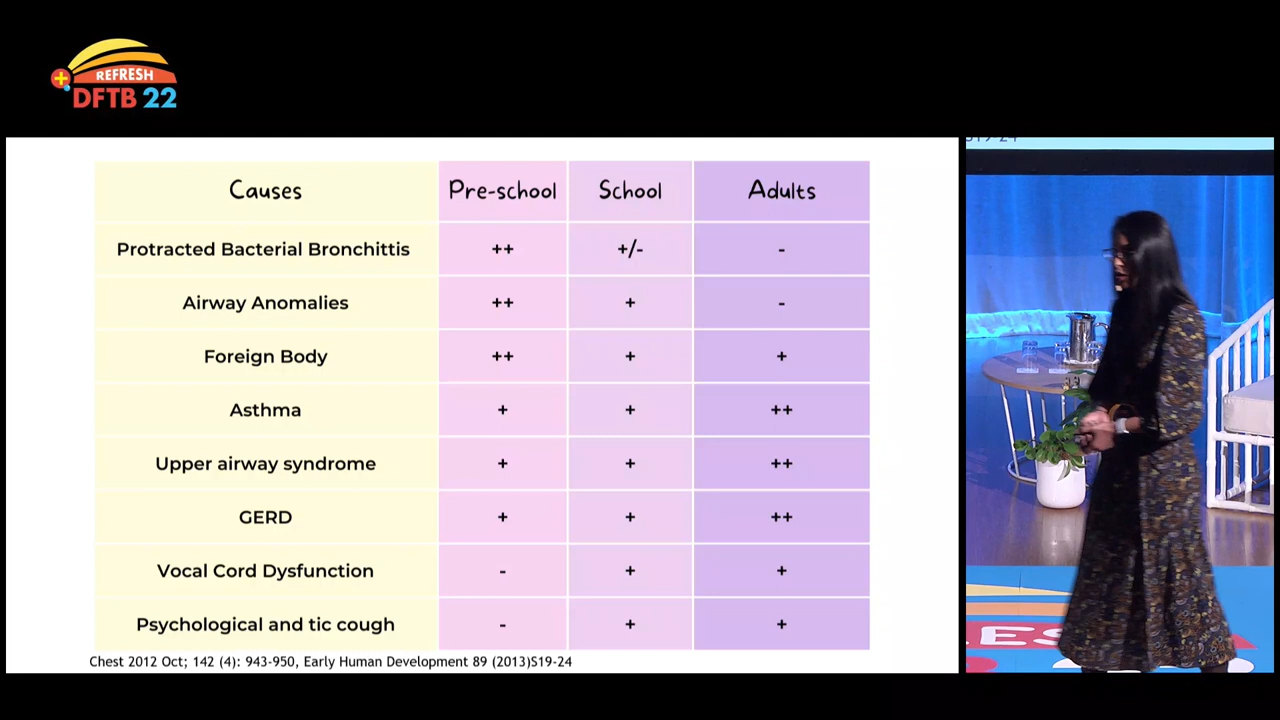 REFRESH
DFTB 22
Causes Pre-school School Adults
Protracted Bacterial Bronchittis ++ +/- -
Airway Anomalies ++ + -
Foreign Body ++ + +
Asthma + + ++
Upper airway syndrome + + ++
GERD + + ++
Vocal Cord Dysfunction - + +
Psychological and tic cough - + +
Chest 2012 Oct; 142 (4): 943-950, Early Human Development 89 (2013)S19-24